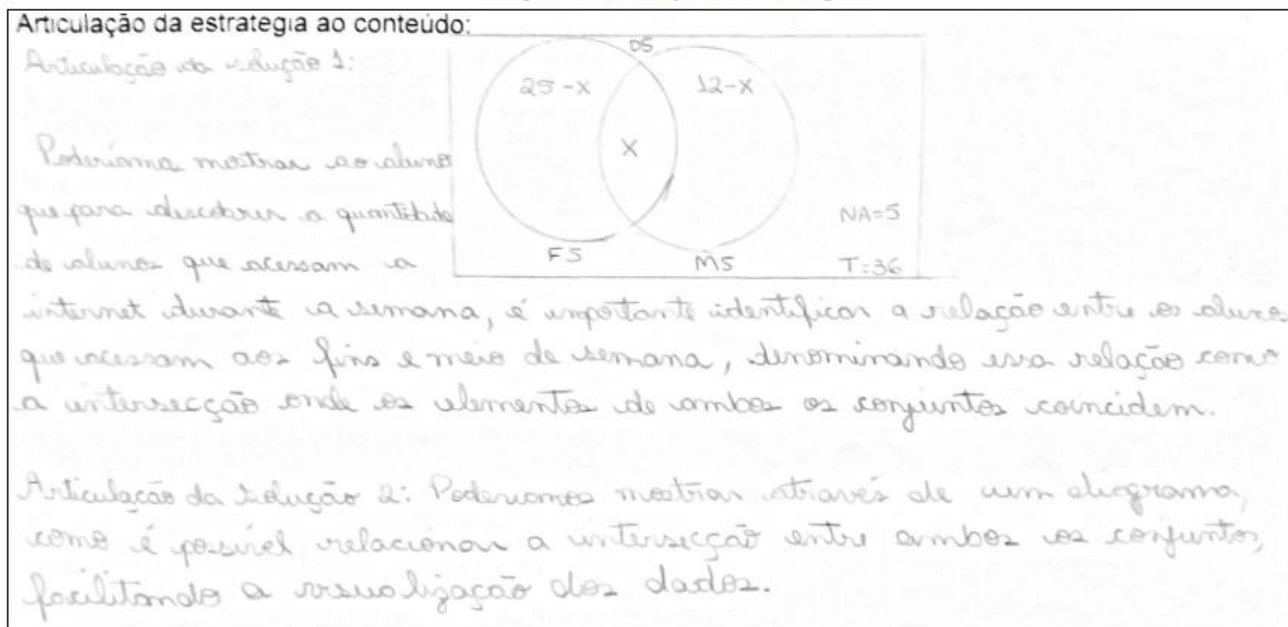 Articulação da estrategia ao conteúdo:
Articulação da solução 1:
DS
25-X
12-X
X
NA=5
FS
MS
T=36
Poderiama mostrar ao aluno
que para descobrir a quantidade
de alunos que acessam a
internet durante a semana, é importante identificar a relação entre os alunos
que acessam aos fins e meio de semana, denominando essa relação como
a intersecção onde os elementos de ambos os conjuntos coincidem.
Articulação da Solução 2: Poderiamos mostrar através de um diagrama,
como é possível relacionar a intersecção entre ambos os conjuntos,
facilitando a visualização dos dados.